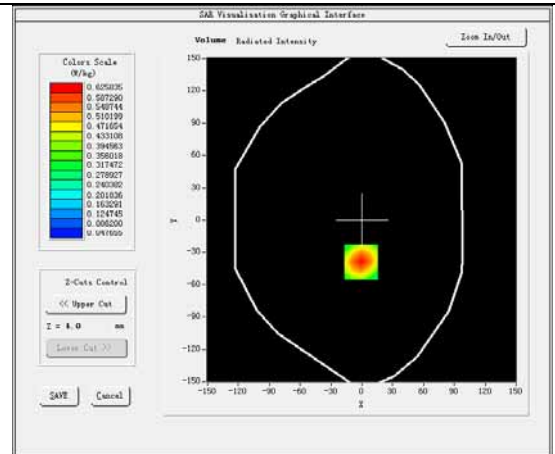 SAR Visualisation Graphical Interface
Volume Radiated Intensity
Zoom In/Out
Colors Scale
(W/kg)
0.625835
0.587290
0.548744
0.510199
0.471654
0.433108
0.394563
0.356018
0.317472
0.278927
0.240382
0.201836
0.163291
0.124745
0.086200
0.047655
Z-Cuts Control
<< Upper Cut
Z = 4.0 mm
Lower Cut >>
SAVE
Cancel
150
120
90
60
30
0
-30
-60
-90
-120
-150
Y
-150 -120 -90 -60 -30 0 30 60 90 120 150
X